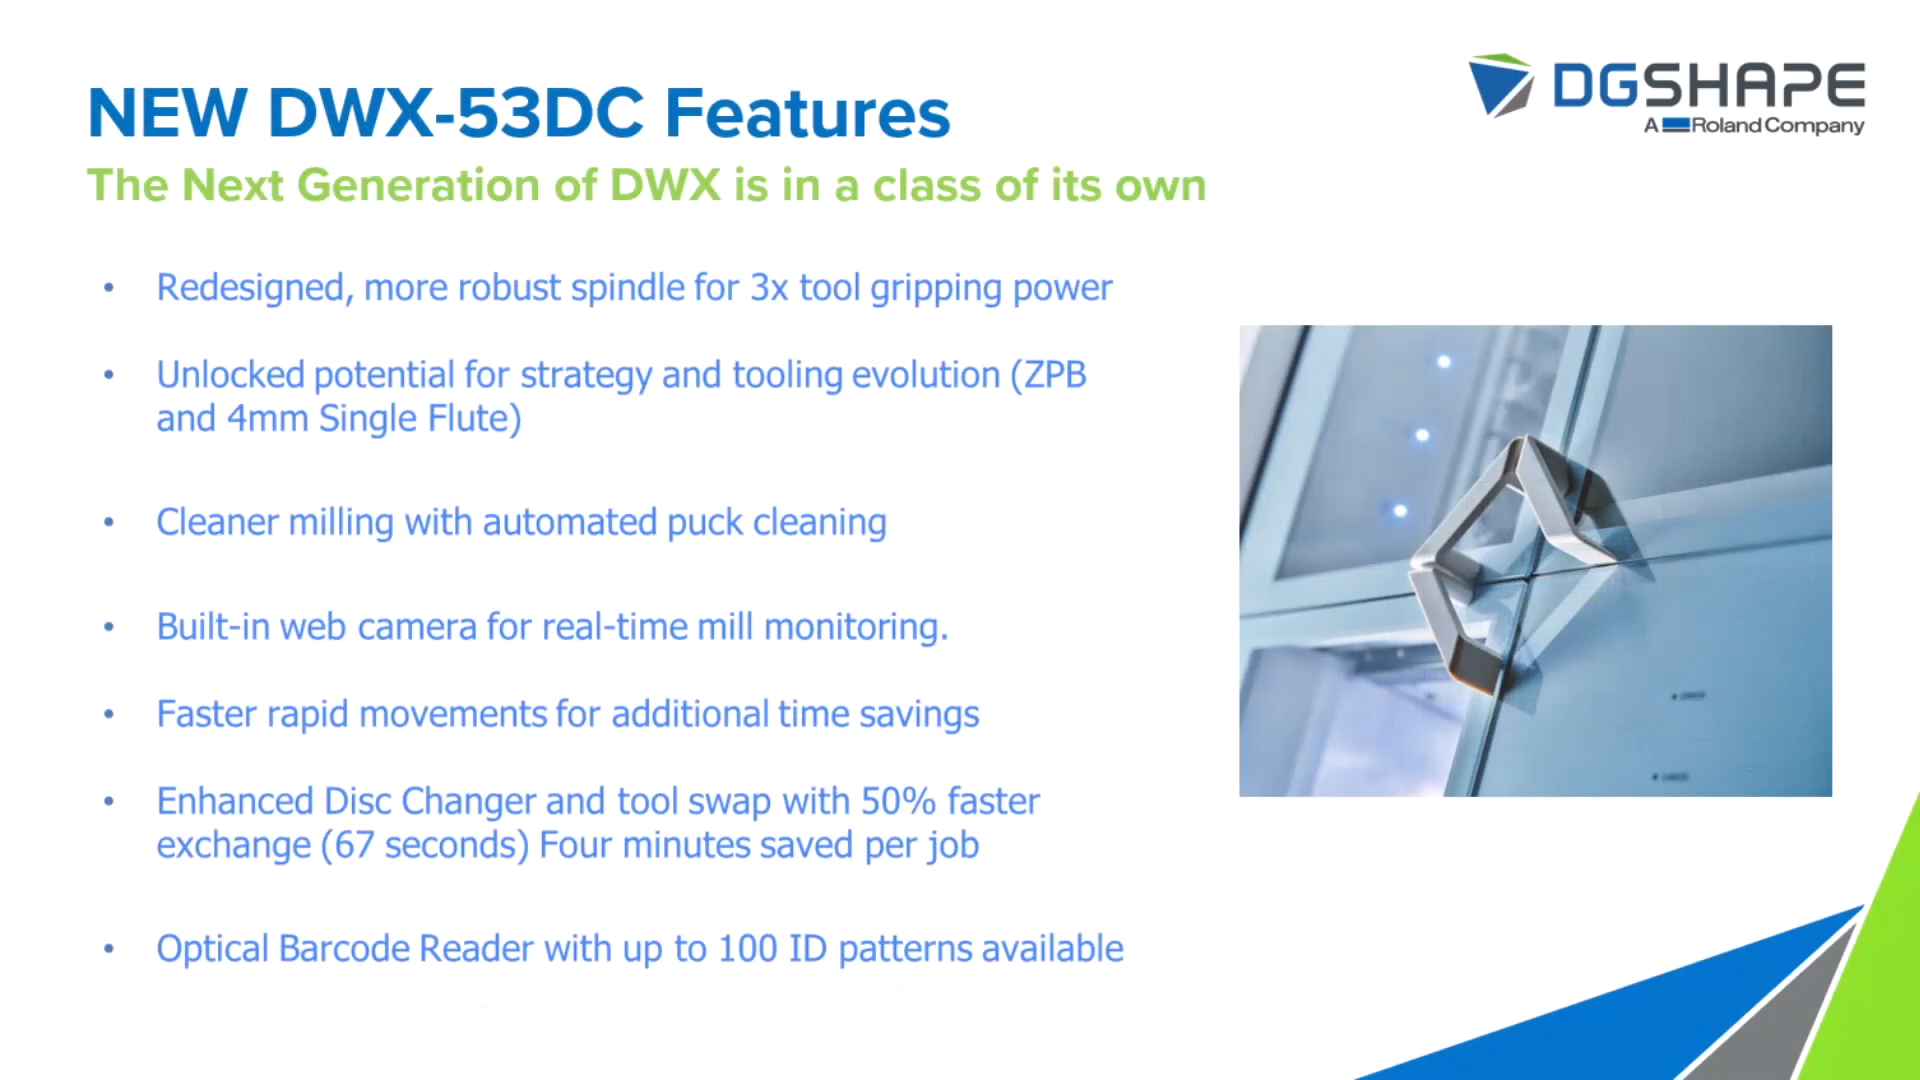 NEW DWX-53DC Features
The Next Generation of DWX is in a class of its own
DGSHAPE
A Roland Company
• Redesigned, more robust spindle for 3x tool gripping power
• Unlocked potential for strategy and tooling evolution (ZPB
and 4mm Single Flute)
• Cleaner milling with automated puck cleaning
• Built-in web camera for real-time mill monitoring.
• Faster rapid movements for additional time savings
• Enhanced Disc Changer and tool swap with 50% faster
exchange (67 seconds) Four minutes saved per job
• Optical Barcode Reader with up to 100 ID patterns available